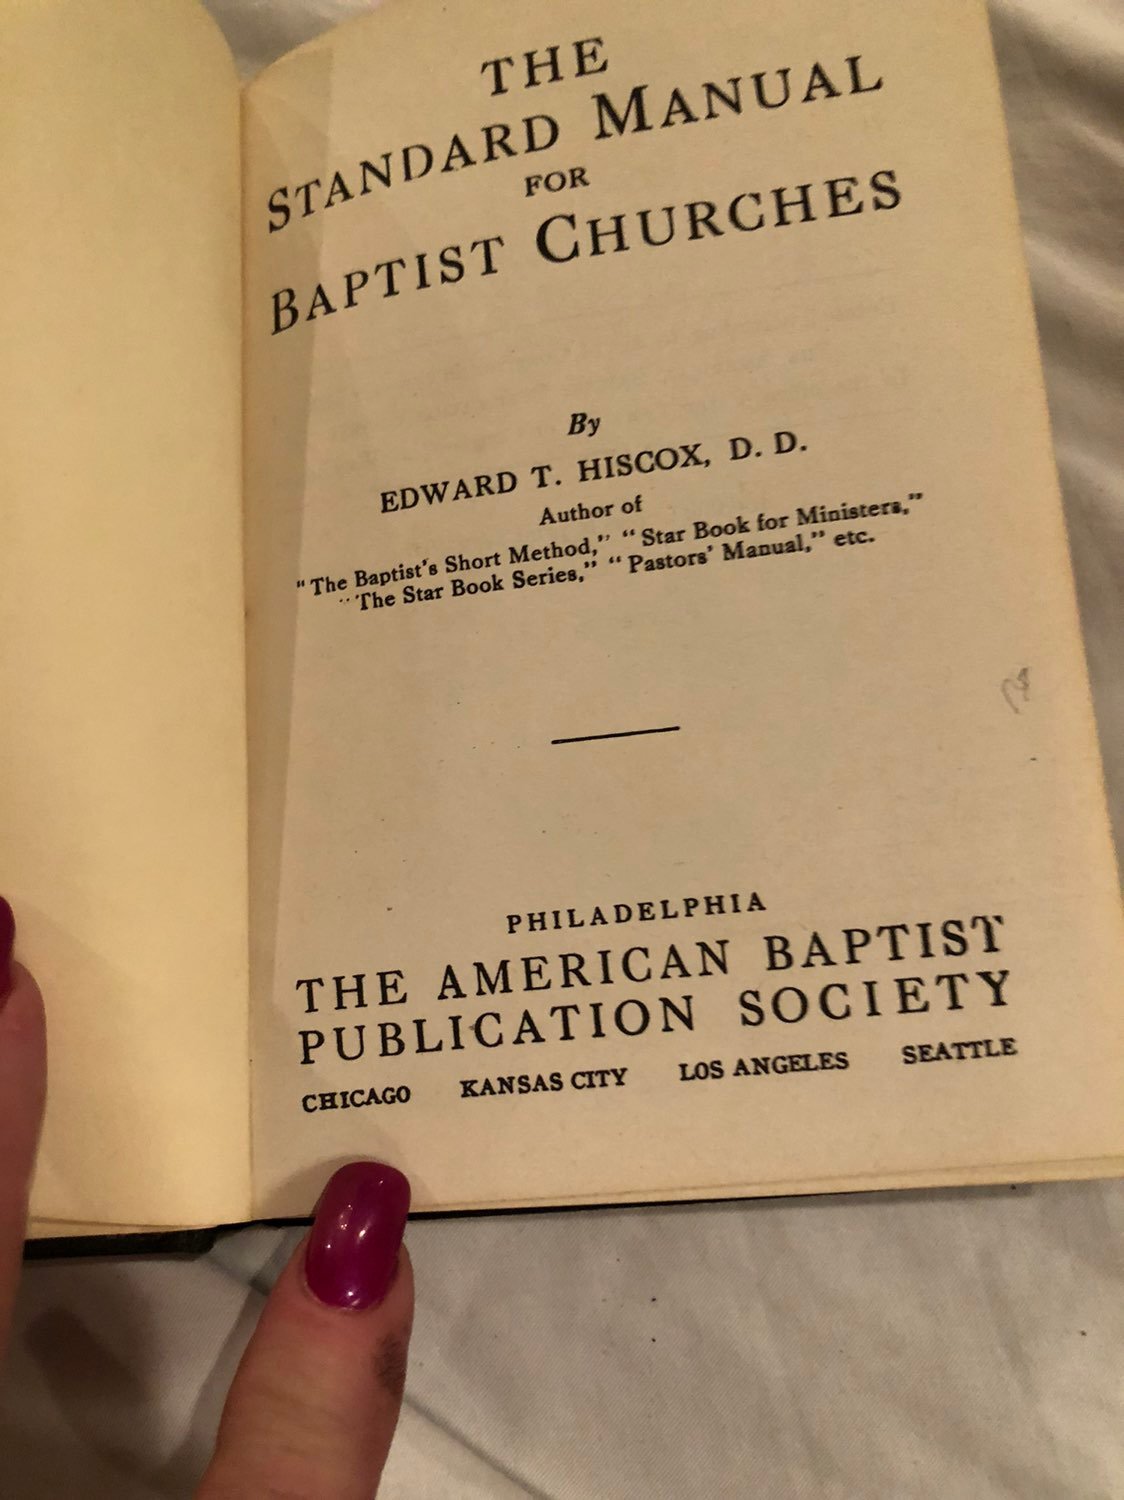 THE
STANDARD MANUAL
FOR
BAPTIST CHURCHES
By
EDWARD T. HISCOX, D. D.
Author of
"The Baptist's Short Method," "Star Book for Ministers,"
"The Star Book Series," "Pastors' Manual," etc.
PHILADELPHIA
THE AMERICAN BAPTIST
PUBLICATION SOCIETY
CHICAGO KANSAS CITY LOS ANGELES SEATTLE